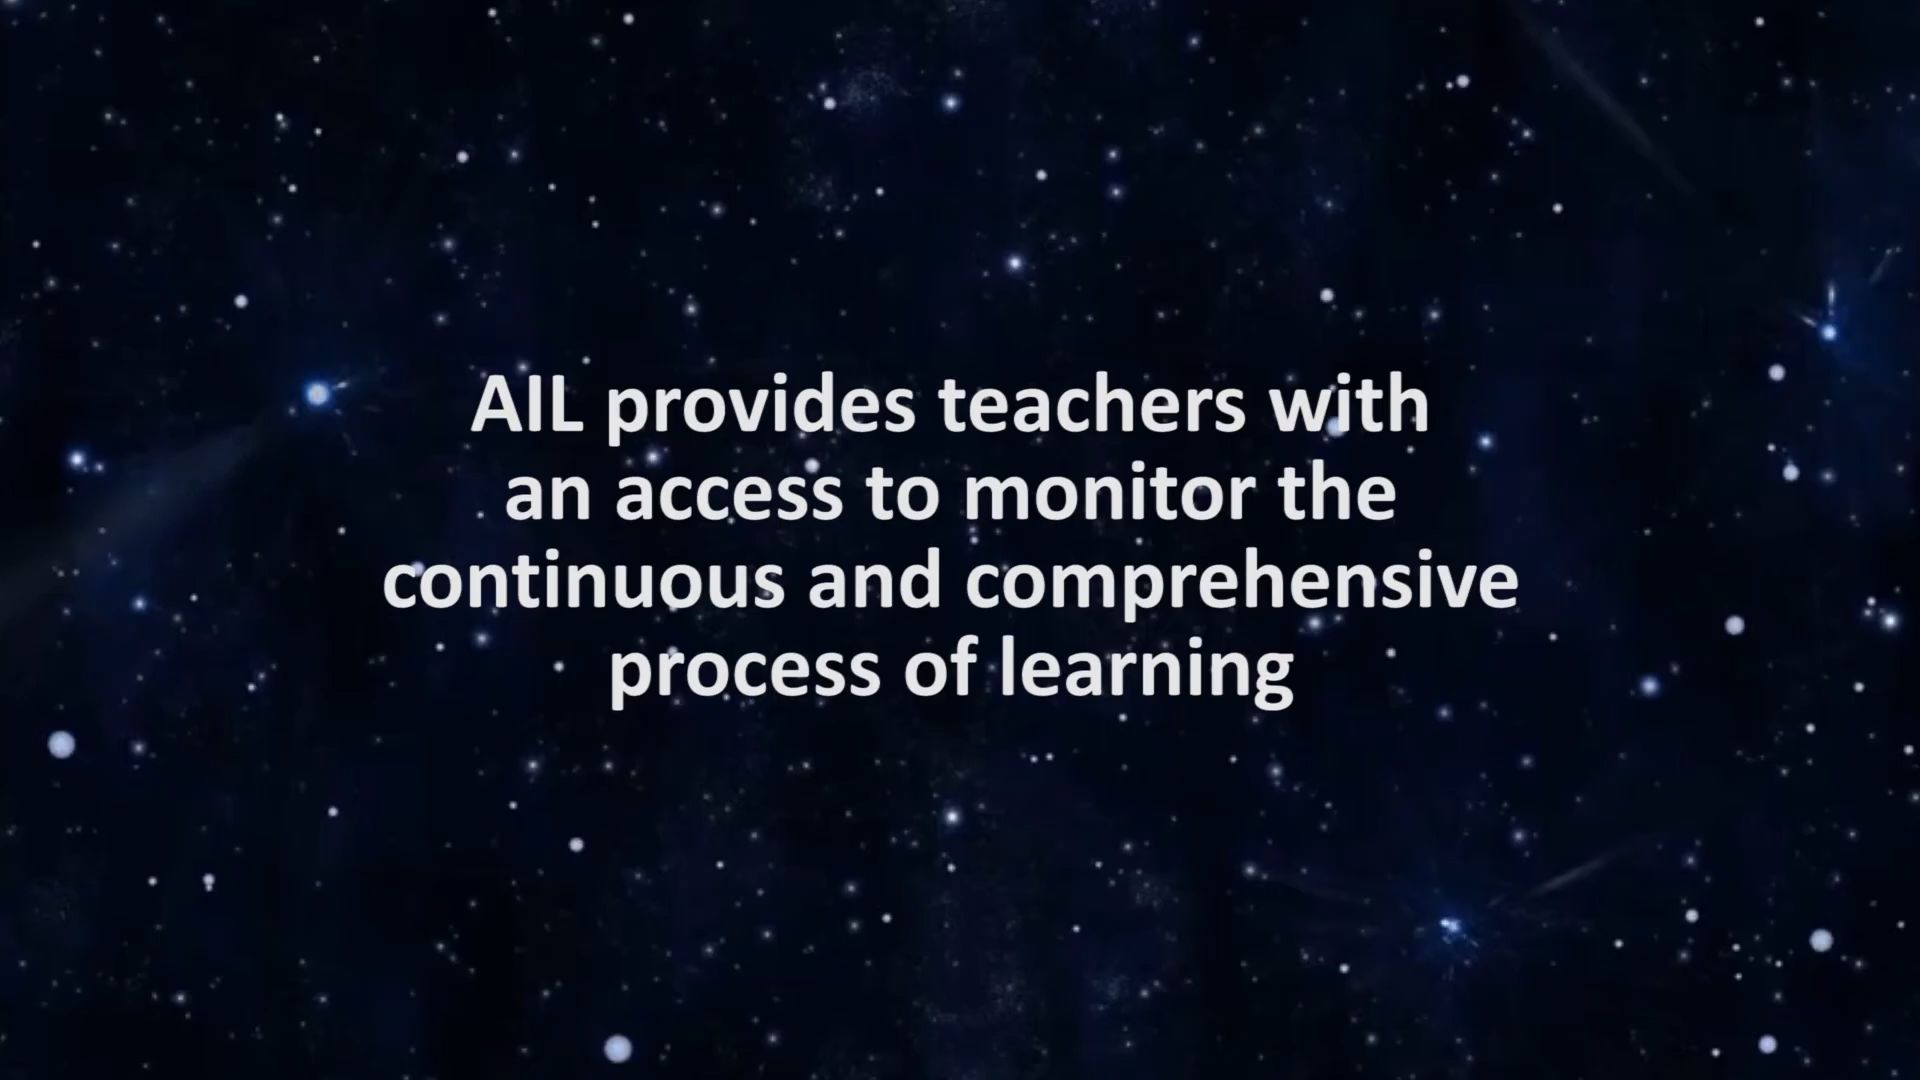 AIL provides teachers with
an access to monitor the
continuous and comprehensive
process of learning